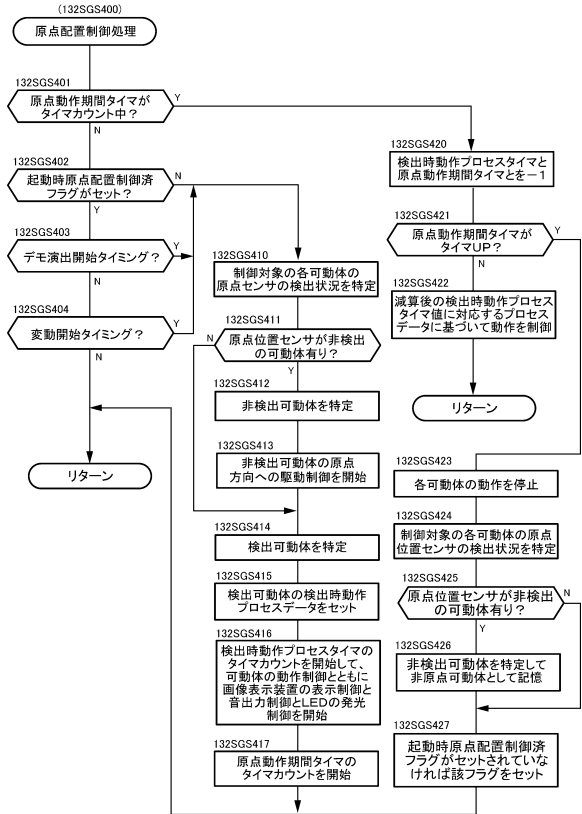 (132SGS400)
原点配置制御処理
132SGS401
原点動作期間タイマが
タイマカウント中？
Y
N
132SGS402
起動時原点配置制御済
フラグがセット？
N
Y
132SGS403
デモ演出開始タイミング？
Y
N
132SGS404
変動開始タイミング？
Y
N
リターン
132SGS410
制御対象の各可動体の
原点センサの検出状況を特定
132SGS411
原点位置センサが非検出
の可動体有り？
N
Y
132SGS412
非検出可動体を特定
132SGS413
非検出可動体の原点
方向への駆動制御を開始
132SGS414
検出可動体を特定
132SGS415
検出可動体の検出時動作
プロセスデータをセット
132SGS416
検出時動作プロセスタイマの
タイマカウントを開始して、
可動体の動作制御とともに
画像表示装置の表示制御と
音出力制御とLEDの発光
制御を開始
132SGS417
原点動作期間タイマの
タイマカウントを開始
132SGS420
検出時動作プロセスタイマと
原点動作期間タイマとを－1
132SGS421
原点動作期間タイマが
タイマUP？
Y
N
132SGS422
減算後の検出時動作プロセス
タイマ値に対応するプロセス
データに基づいて動作を制御
リターン
132SGS423
各可動体の動作を停止
132SGS424
制御対象の各可動体の原点
位置センサの検出状況を特定
132SGS425
原点位置センサが非検出
の可動体有り？
N
Y
132SGS426
非検出可動体を特定して
非原点可動体として記憶
132SGS427
起動時原点配置制御済
フラグがセットされていな
ければ該フラグをセット